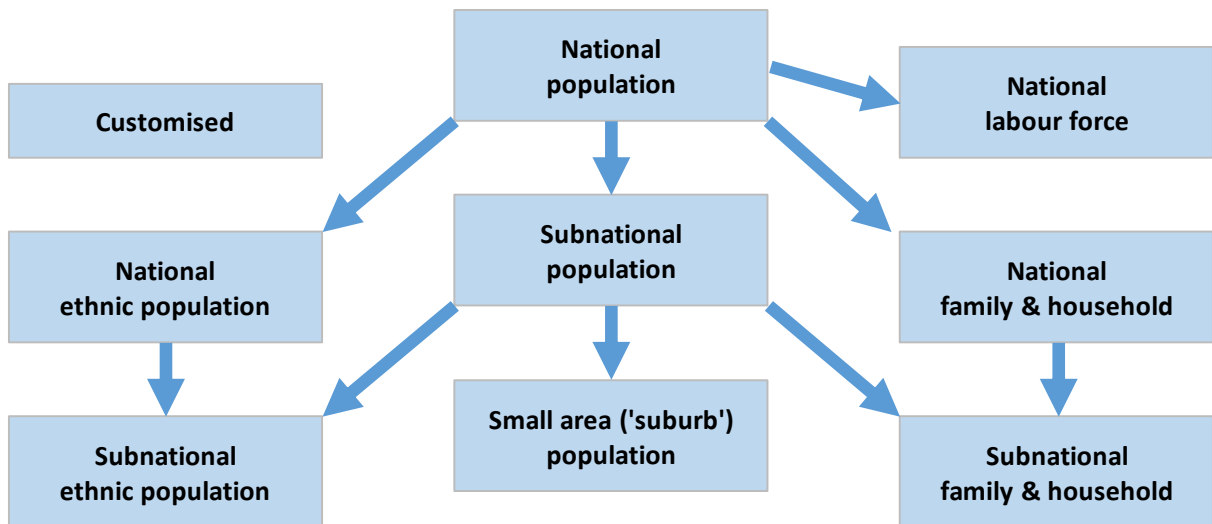 National
population
Customised
National
labour force
Subnational
population
National
ethnic population
National
family & household
Small area ('suburb')
population
Subnational
ethnic population
Subnational
family & household